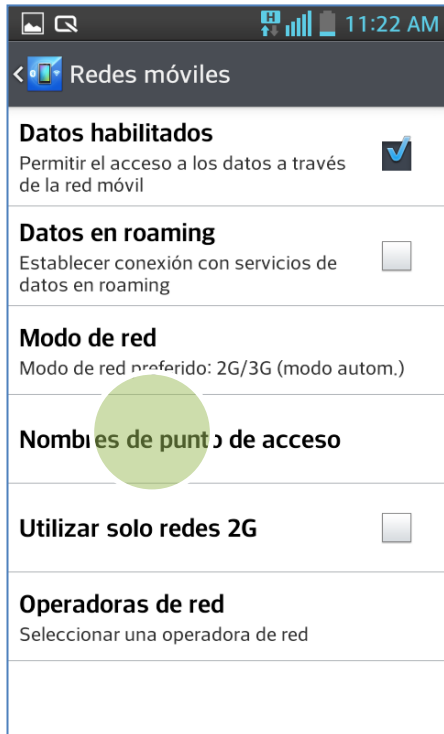 H 11:22 AM
< Redes móviles
Datos habilitados
Permitir el acceso a los datos a través
de la red móvil
Datos en roaming
Establecer conexión con servicios de
datos en roaming
Modo de red
Modo de red preferido: 2G/3G (modo autom.)
Nombres de punto de acceso
Utilizar solo redes 2G
Operadoras de red
Seleccionar una operadora de red